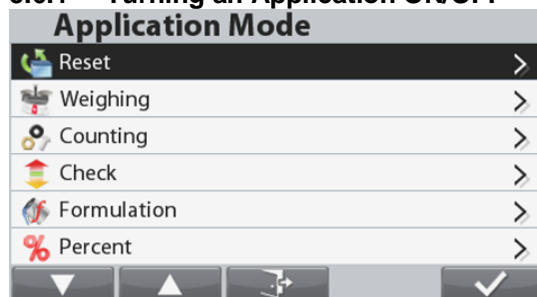 Application Mode
Reset
Weighing
Counting
Check
Formulation
Percent